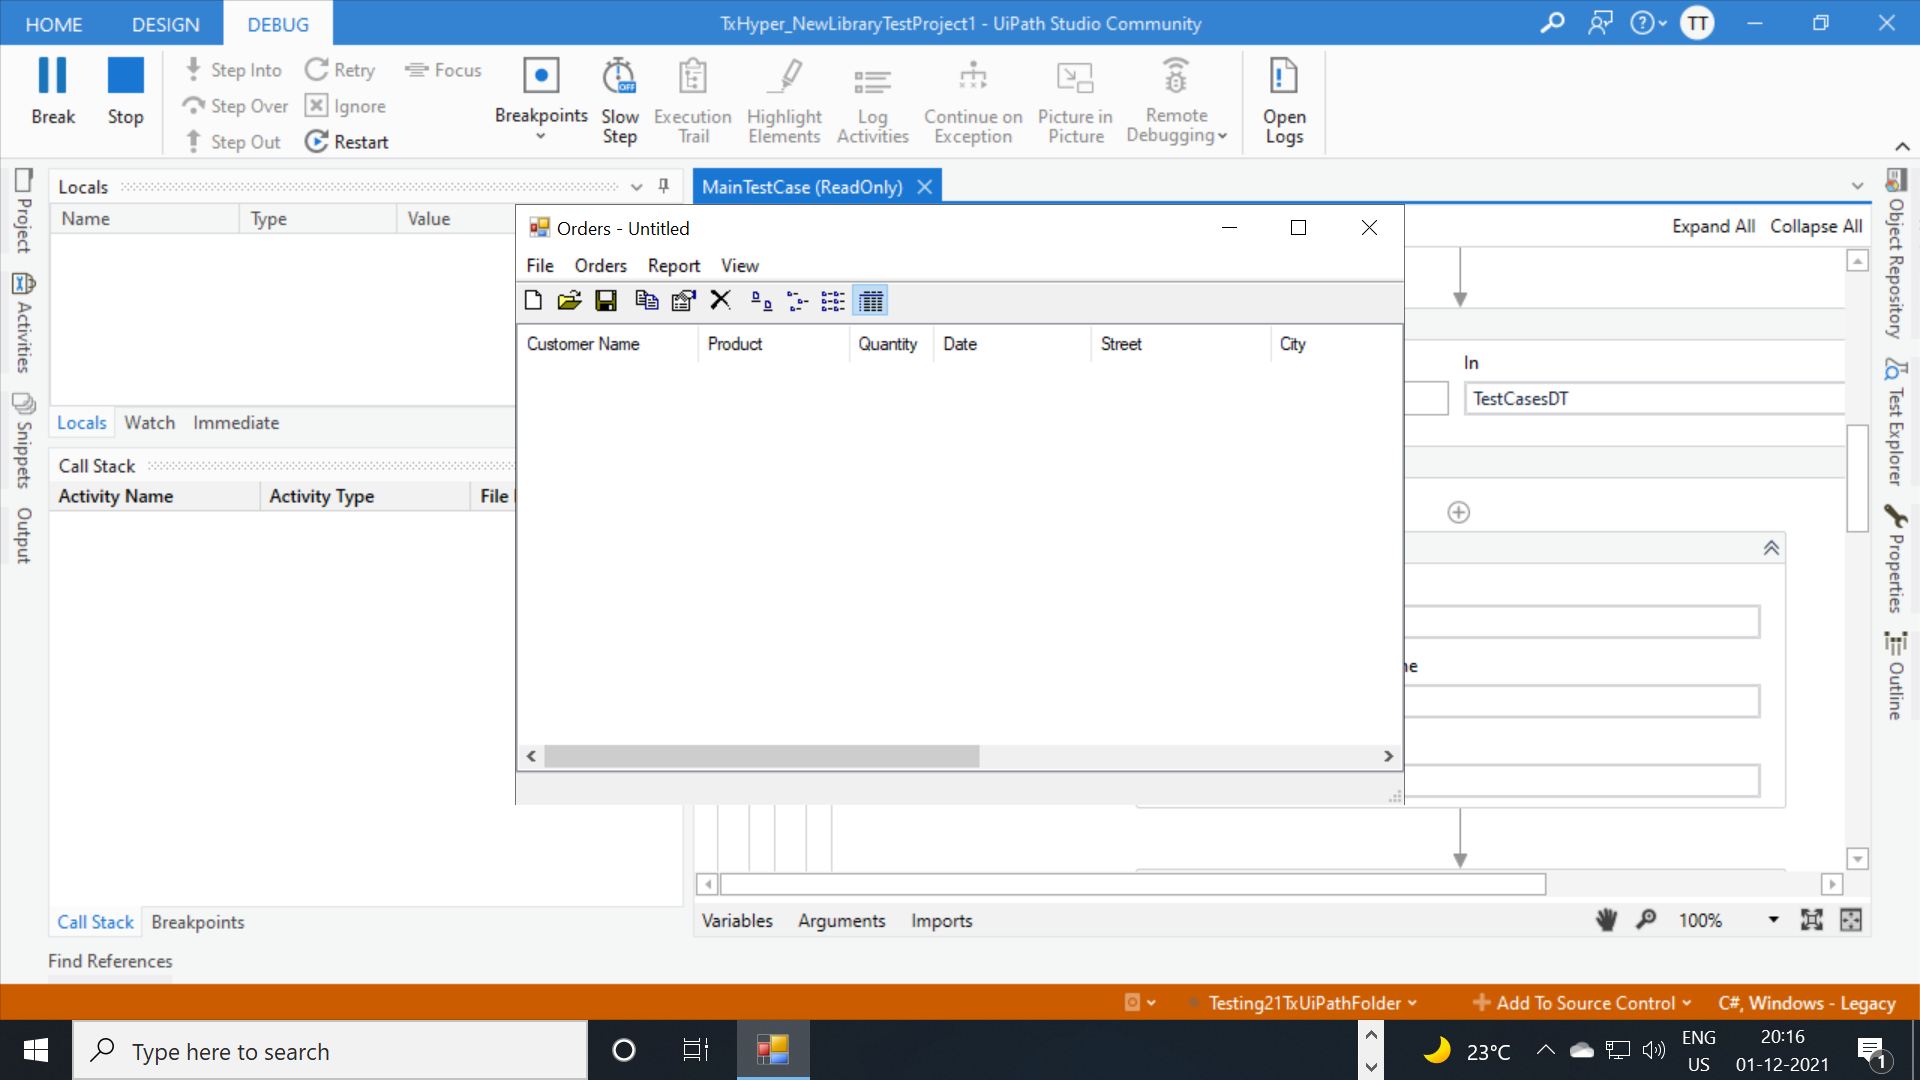 HOME DESIGN DEBUG TxHyper_NewLibraryTestProject1 - UiPath Studio Community TT
Break Stop
Step Into Retry Focus
Step Over Ignore
Step Out Restart
Breakpoints
Slow Step
Execution Trail
Highlight Elements
Log Activities
Continue on Exception
Picture in Picture
Remote Debugging
Open Logs
Project
Activities
Snippets
Output
Locals
Name Type Value
Locals Watch Immediate
Call Stack
Activity Name Activity Type File
Call Stack Breakpoints
Find References
MainTestCase (ReadOnly)
Expand All Collapse All
In
TestCasesDT
Orders - Untitled
File Orders Report View
Customer Name Product Quantity Date Street City
Variables Arguments Imports 100%
Object Repository
Test Explorer
Properties
Outline
Testing21TxUiPathFolder Add To Source Control C#, Windows - Legacy
Type here to search
23°C
ENG
US
20:16
01-12-2021
1